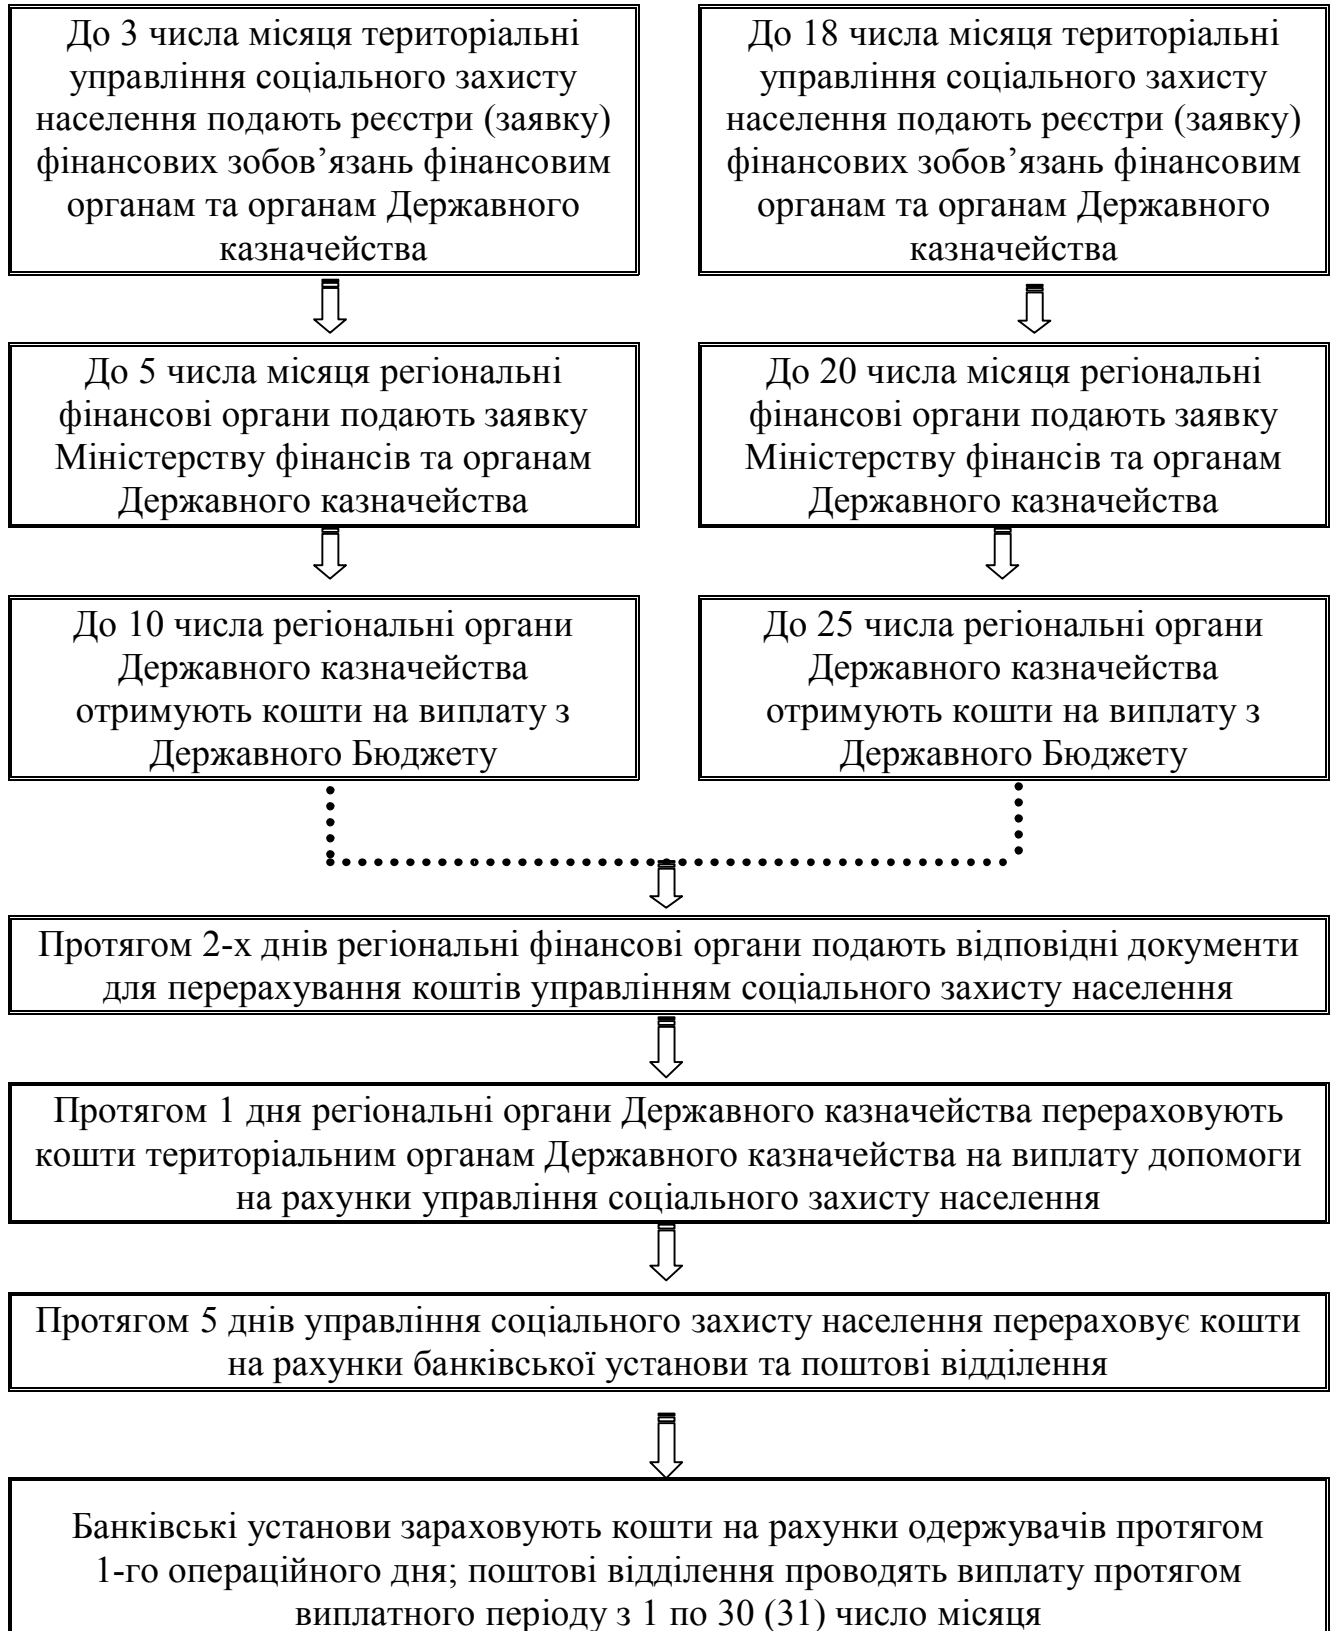 До 3 числа місяця територіальні
управління соціального захисту
населення подають реєстри (заявку)
фінансових зобов’язань фінансовим
органам та органам Державного
казначейства
До 18 числа місяця територіальні
управління соціального захисту
населення подають реєстри (заявку)
фінансових зобов’язань фінансовим
органам та органам Державного
казначейства
До 5 числа місяця регіональні
фінансові органи подають заявку
Міністерству фінансів та органам
Державного казначейства
До 20 числа місяця регіональні
фінансові органи подають заявку
Міністерству фінансів та органам
Державного казначейства
До 10 числа регіональні органи
Державного казначейства
отримують кошти на виплату з
Державного Бюджету
До 25 числа регіональні органи
Державного казначейства
отримують кошти на виплату з
Державного Бюджету
Протягом 2-х днів регіональні фінансові органи подають відповідні документи
для перерахування коштів управлінням соціального захисту населення
Протягом 1 дня регіональні органи Державного казначейства перераховують
кошти територіальним органам Державного казначейства на виплату допомоги
на рахунки управління соціального захисту населення
Протягом 5 днів управління соціального захисту населення перераховує кошти
на рахунки банківської установи та поштові відділення
Банківські установи зараховують кошти на рахунки одержувачів протягом
1-го операційного дня; поштові відділення проводять виплату протягом
виплатного періоду з 1 по 30 (31) число місяця